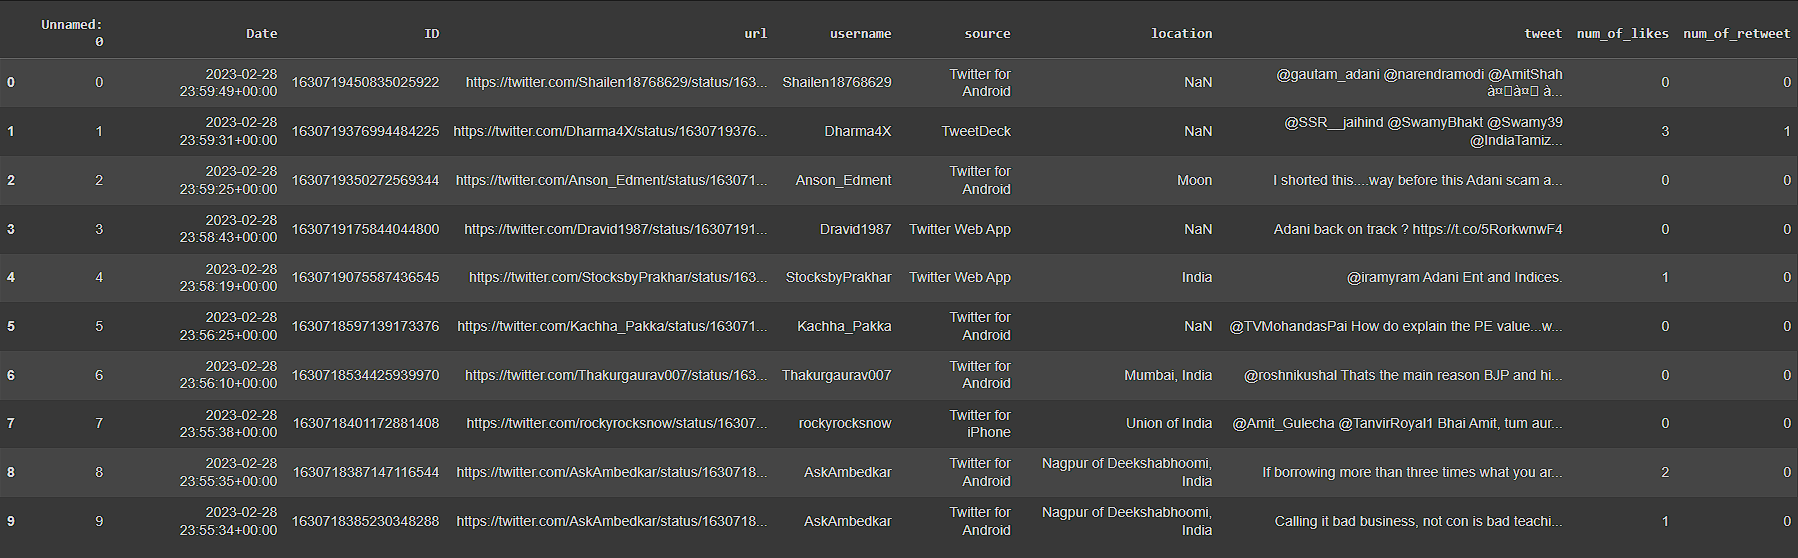 Unnamed: 0 Date ID url username source location tweet num_of_likes num_of_retweet
0 0 2023-02-28 23:59:49+00:00 1630719450835025922 https://twitter.com/Shailen18768629/status/163... Shailen18768629 Twitter for Android NaN @gautam_adani @narendramodi @AmitShah à¤▯à¤▯ à... 0 0
1 1 2023-02-28 23:59:31+00:00 1630719376994484225 https://twitter.com/Dharma4X/status/1630719376... Dharma4X TweetDeck NaN @SSR__jaihind @SwamyBhakt @Swamy39 @IndiaTamiz... 3 1
2 2 2023-02-28 23:59:25+00:00 1630719350272569344 https://twitter.com/Anson_Edment/status/163071... Anson_Edment Twitter for Android Moon I shorted this....way before this Adani scam a... 0 0
3 3 2023-02-28 23:58:43+00:00 1630719175844044800 https://twitter.com/Dravid1987/status/16307191... Dravid1987 Twitter Web App NaN Adani back on track ? https://t.co/5RorkwnwF4 0 0
4 4 2023-02-28 23:58:19+00:00 1630719075587436545 https://twitter.com/StocksbyPrakhar/status/163... StocksbyPrakhar Twitter Web App India @iramyram Adani Ent and Indices. 1 0
5 5 2023-02-28 23:56:25+00:00 1630718597139173376 https://twitter.com/Kachha_Pakka/status/163071... Kachha_Pakka Twitter for Android NaN @TVMohandasPai How do explain the PE value...w... 0 0
6 6 2023-02-28 23:56:10+00:00 1630718534425939970 https://twitter.com/Thakurgaurav007/status/163... Thakurgaurav007 Twitter for Android Mumbai, India @roshnikushal Thats the main reason BJP and hi... 0 0
7 7 2023-02-28 23:55:38+00:00 1630718401172881408 https://twitter.com/rockyrocksnow/status/16307... rockyrocksnow Twitter for iPhone Union of India @Amit_Gulecha @TanvirRoyal1 Bhai Amit, tum aur... 0 0
8 8 2023-02-28 23:55:35+00:00 1630718387147116544 https://twitter.com/AskAmbedkar/status/1630718... AskAmbedkar Twitter for Android Nagpur of Deekshabhoomi, India If borrowing more than three times what you ar... 2 0
9 9 2023-02-28 23:55:34+00:00 1630718385230348288 https://twitter.com/AskAmbedkar/status/1630718... AskAmbedkar Twitter for Android Nagpur of Deekshabhoomi, India Calling it bad business, not con is bad teachi... 1 0